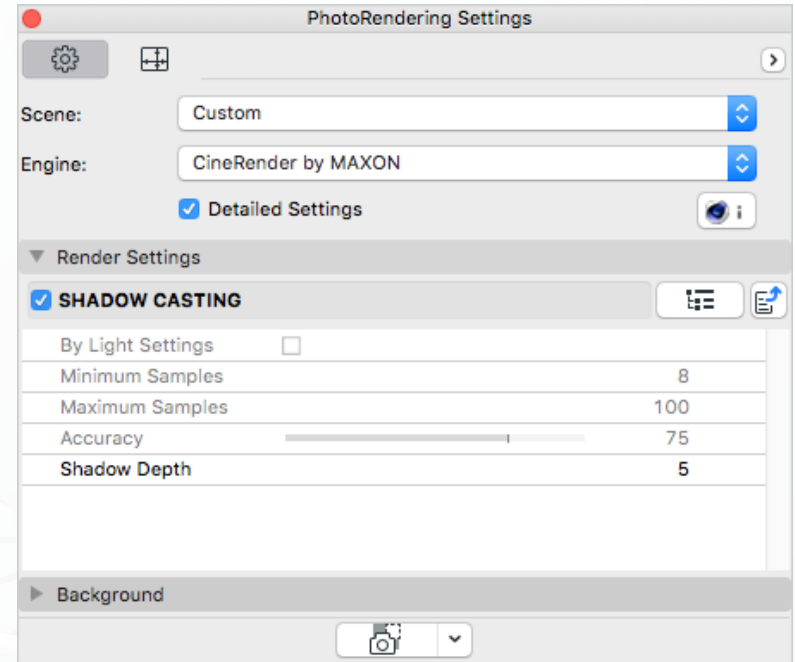 PhotoRendering Settings
Scene: Custom
Engine: CineRender by MAXON
Detailed Settings
i
Render Settings
SHADOW CASTING
By Light Settings
Minimum Samples 8
Maximum Samples 100
Accuracy 75
Shadow Depth 5
Background